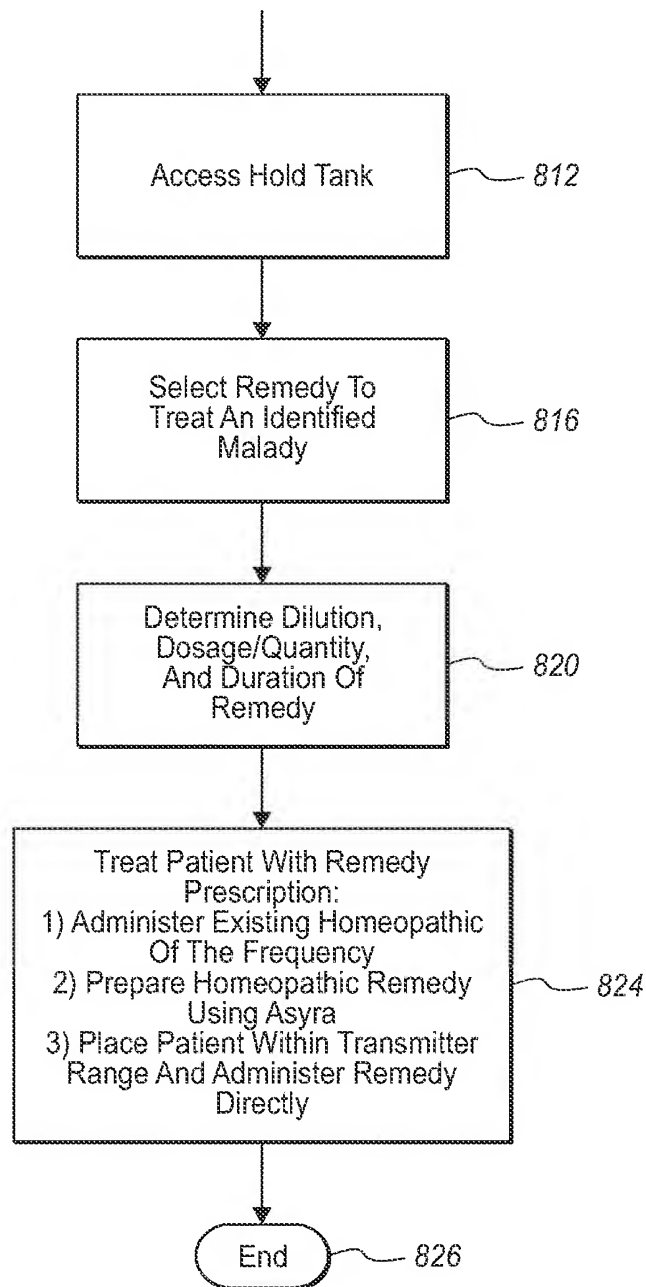 Access Hold Tank
812
Select Remedy To
Treat An Identified
Malady
816
Determine Dilution,
Dosage/Quantity,
And Duration Of
Remedy
820
Treat Patient With Remedy
Prescription:
1) Administer Existing Homeopathic
Of The Frequency
2) Prepare Homeopathic Remedy
Using Asyra
3) Place Patient Within Transmitter
Range And Administer Remedy
Directly
824
End
826